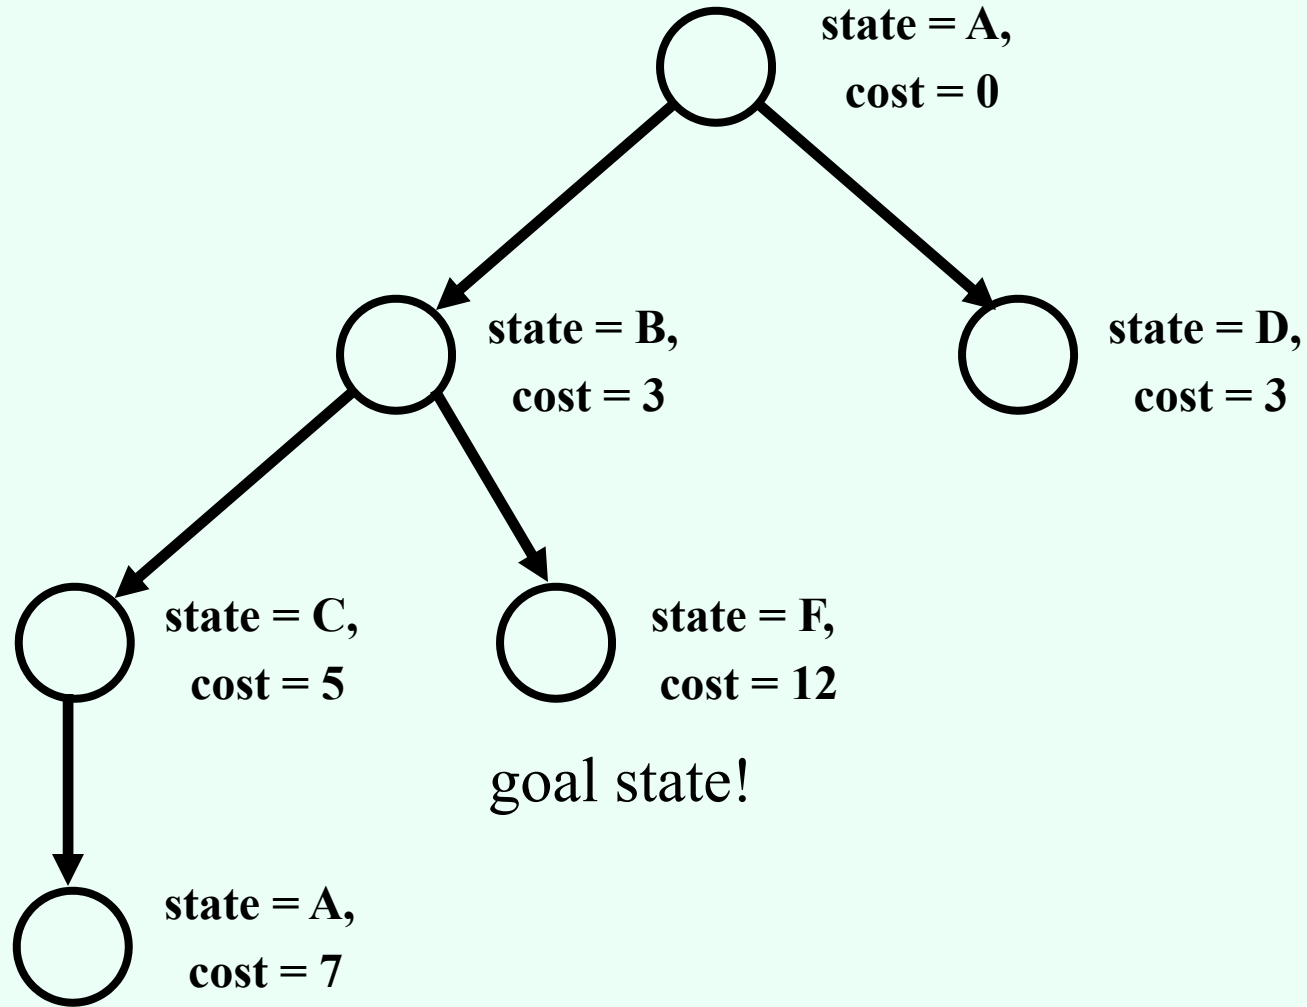 state = A,
cost = 0
state = B,
cost = 3
state = D,
cost = 3
state = C,
cost = 5
state = F,
cost = 12
goal state!
state = A,
cost = 7